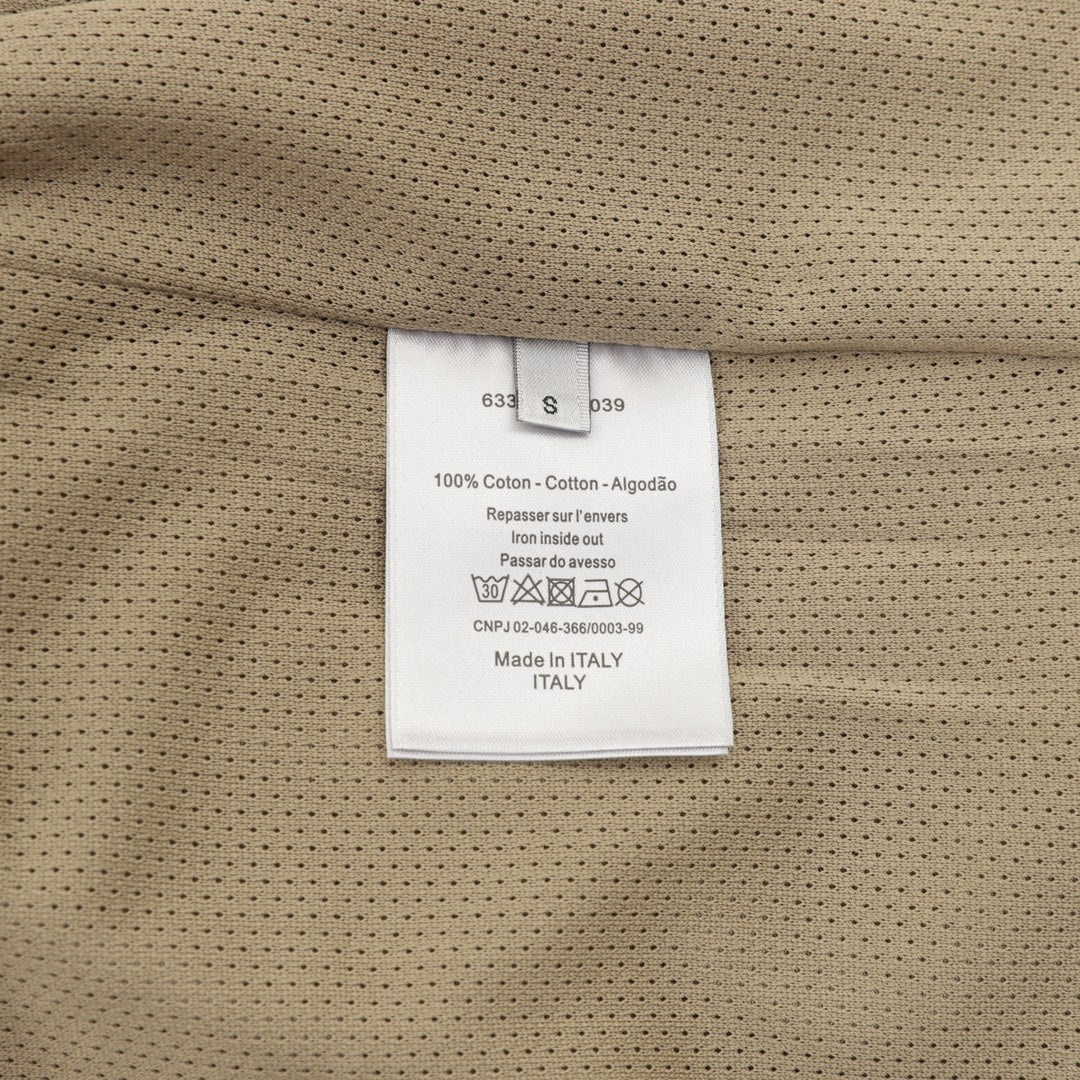 633 S 039
100% Coton - Cotton - Algodão
Repasser sur l'envers
Iron inside out
Passar do avesso
30
CNPJ 02-046-366/0003-99
Made In ITALY
ITALY